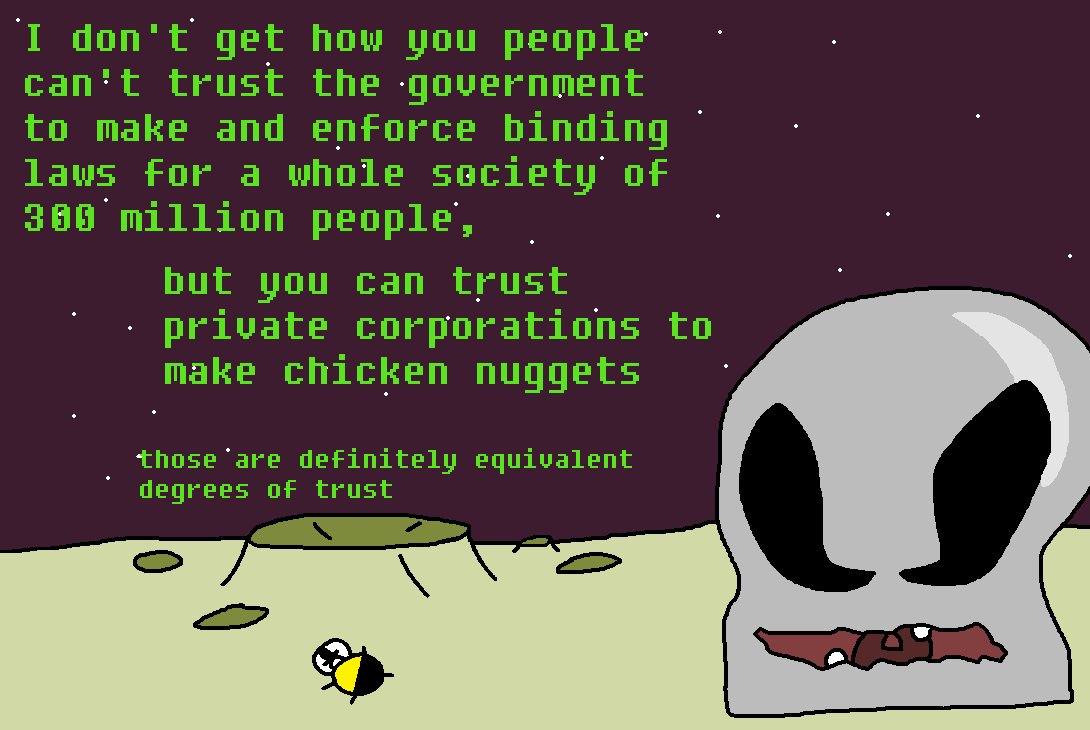 I don't get how you people
can't trust the government
to make and enforce binding
laws for a whole society of
300 million people,
but you can trust
private corporations to
make chicken nuggets
those are definitely equivalent
degrees of trust